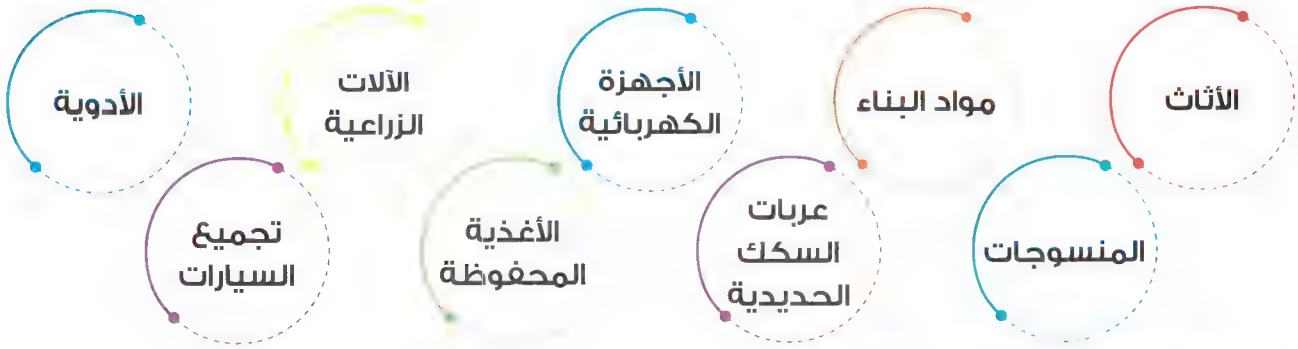 الأثاث
مواد البناء
الأجهزة
الكهربائية
الآلات
الزراعية
الأدوية
المنسوجات
عربات
السكك
الحديدية
الأغذية
المحفوظة
تجميع
السيارات